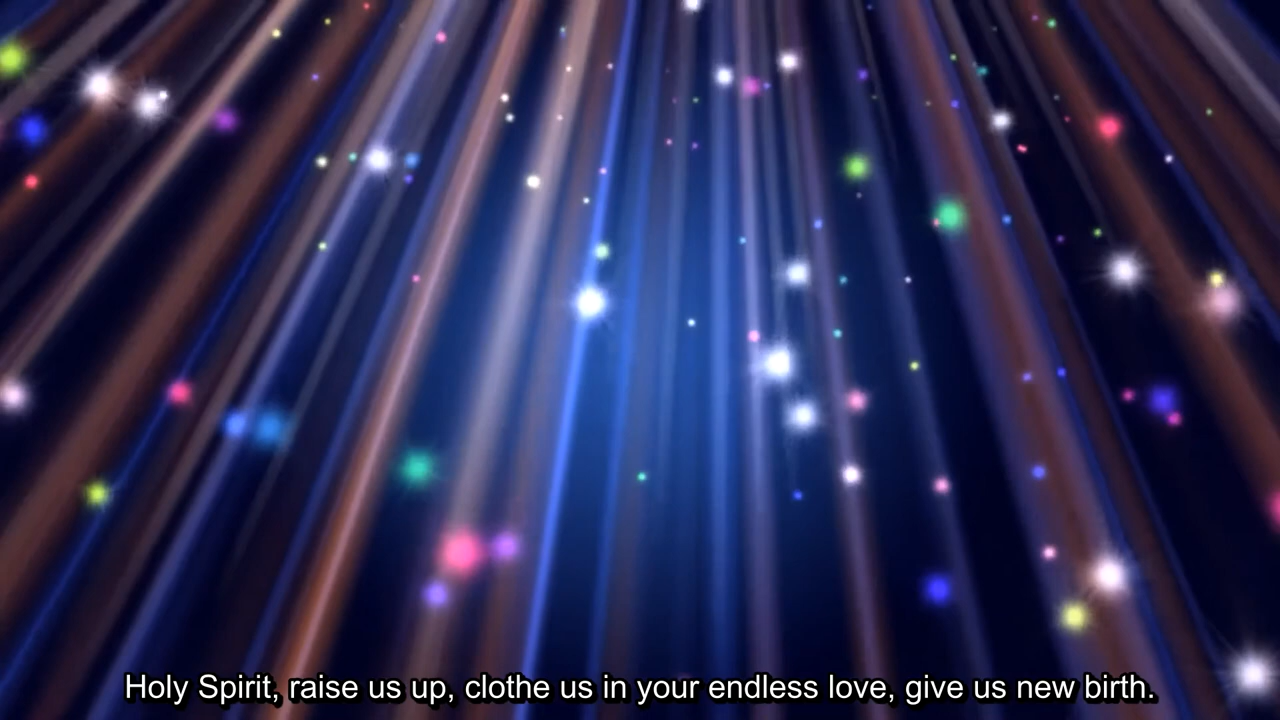 Holy Spirit, raise us up, clothe us in your endless love, give us new birth.